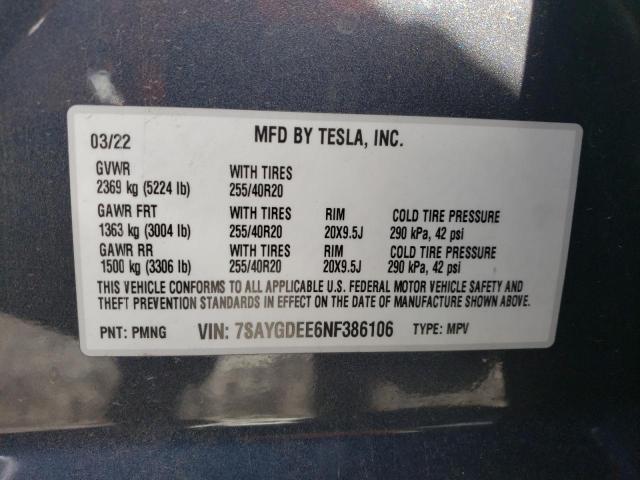 03/22 MFD BY TESLA, INC.
GVWR WITH TIRES
2369 kg (5224 lb) 255/40R20
GAWR FRT WITH TIRES RIM COLD TIRE PRESSURE
1363 kg (3004 lb) 255/40R20 20X9.5J 290 kPa, 42 psi
GAWR RR WITH TIRES RIM COLD TIRE PRESSURE
1500 kg (3306 lb) 255/40R20 20X9.5J 290 kPa, 42 psi
THIS VEHICLE CONFORMS TO ALL APPLICABLE U.S. FEDERAL MOTOR VEHICLE SAFETY AND
THEFT PREVENTION STANDARDS IN EFFECT ON THE DATE OF MANUFACTURE SHOWN ABOVE.
PNT: PMNG VIN: 7SAYGDEE6NF386106 TYPE: MPV